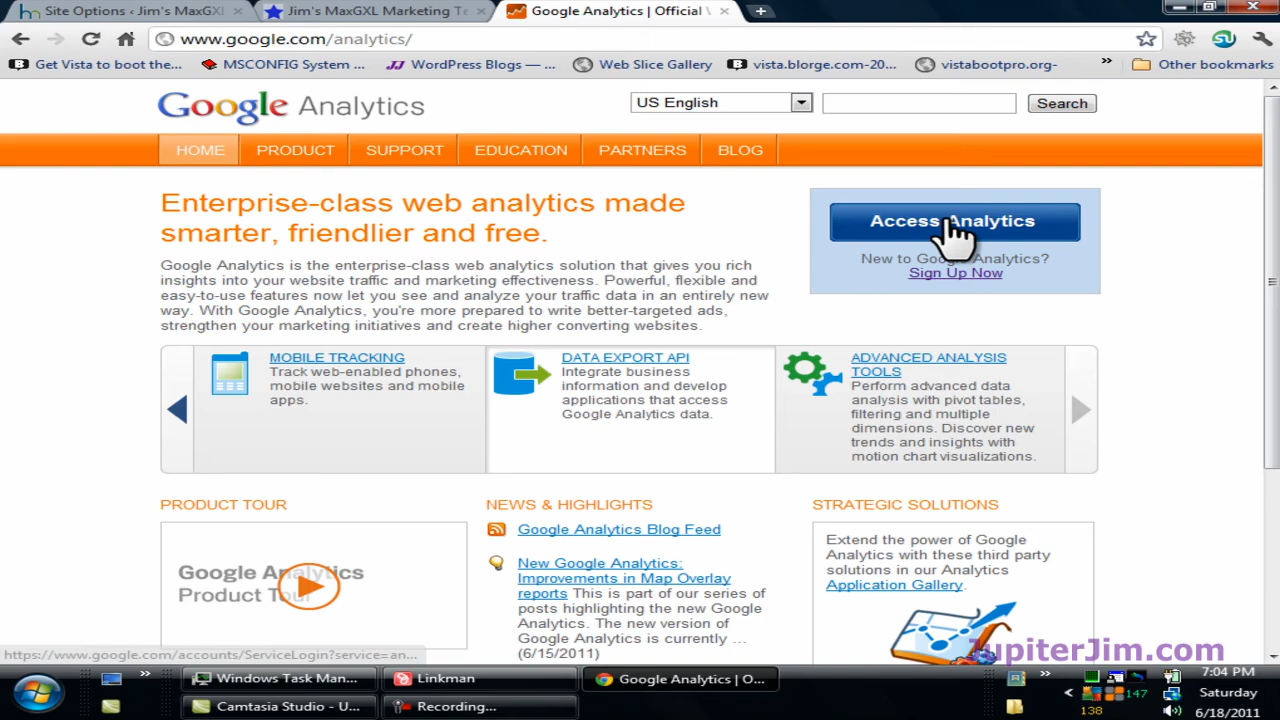 Site Options ‹ Jim's MaxGXL
Jim's MaxGXL Marketing Te
Google Analytics | Official
www.google.com/analytics/
Get Vista to boot the...
MSCONFIG System ...
WordPress Blogs — ...
Web Slice Gallery
vista.blorge.com-20...
vistabootpro.org-
»
Other bookmarks
Google Analytics
US English
Search
HOME
PRODUCT
SUPPORT
EDUCATION
PARTNERS
BLOG
Enterprise-class web analytics made
smarter, friendlier and free.
Google Analytics is the enterprise-class web analytics solution that gives you rich
insights into your website traffic and marketing effectiveness. Powerful, flexible and
easy-to-use features now let you see and analyze your traffic data in an entirely new
way. With Google Analytics, you're more prepared to write better-targeted ads,
strengthen your marketing initiatives and create higher converting websites.
Access Analytics
New to Google Analytics?
Sign Up Now
MOBILE TRACKING
Track web-enabled phones,
mobile websites and mobile
apps.
DATA EXPORT API
Integrate business
information and develop
applications that access
Google Analytics data.
ADVANCED ANALYSIS
TOOLS
Perform advanced data
analysis with pivot tables,
filtering and multiple
dimensions. Discover new
trends and insights with
motion chart visualizations.
PRODUCT TOUR
Google Analytics
Product Tour
NEWS & HIGHLIGHTS
Google Analytics Blog Feed
New Google Analytics:
Improvements in Map Overlay
reports This is part of our series of
posts highlighting the new Google
Analytics. The new version of
Google Analytics is currently ...
(6/15/2011)
STRATEGIC SOLUTIONS
Extend the power of Google
Analytics with these third party
solutions in our Analytics
Application Gallery.
JupiterJim.com
https://www.google.com/accounts/ServiceLogin?service=an...
»
Windows Task Man...
Linkman
Google Analytics | O...
Camtasia Studio - U...
Recording...
»
147
138
7:04 PM
Saturday
6/18/2011